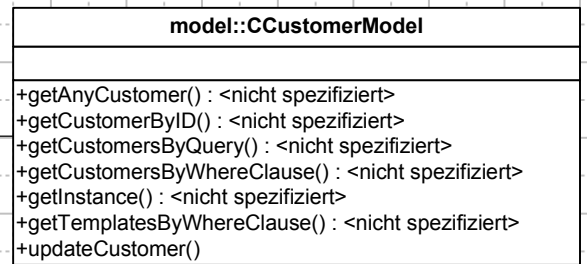 model::CCustomerModel
+getAnyCustomer() : <nicht spezifiziert>
+getCustomerByID() : <nicht spezifiziert>
+getCustomersByQuery() : <nicht spezifiziert>
+getCustomersByWhereClause() : <nicht spezifiziert>
+getInstance() : <nicht spezifiziert>
+getTemplatesByWhereClause() : <nicht spezifiziert>
+updateCustomer()